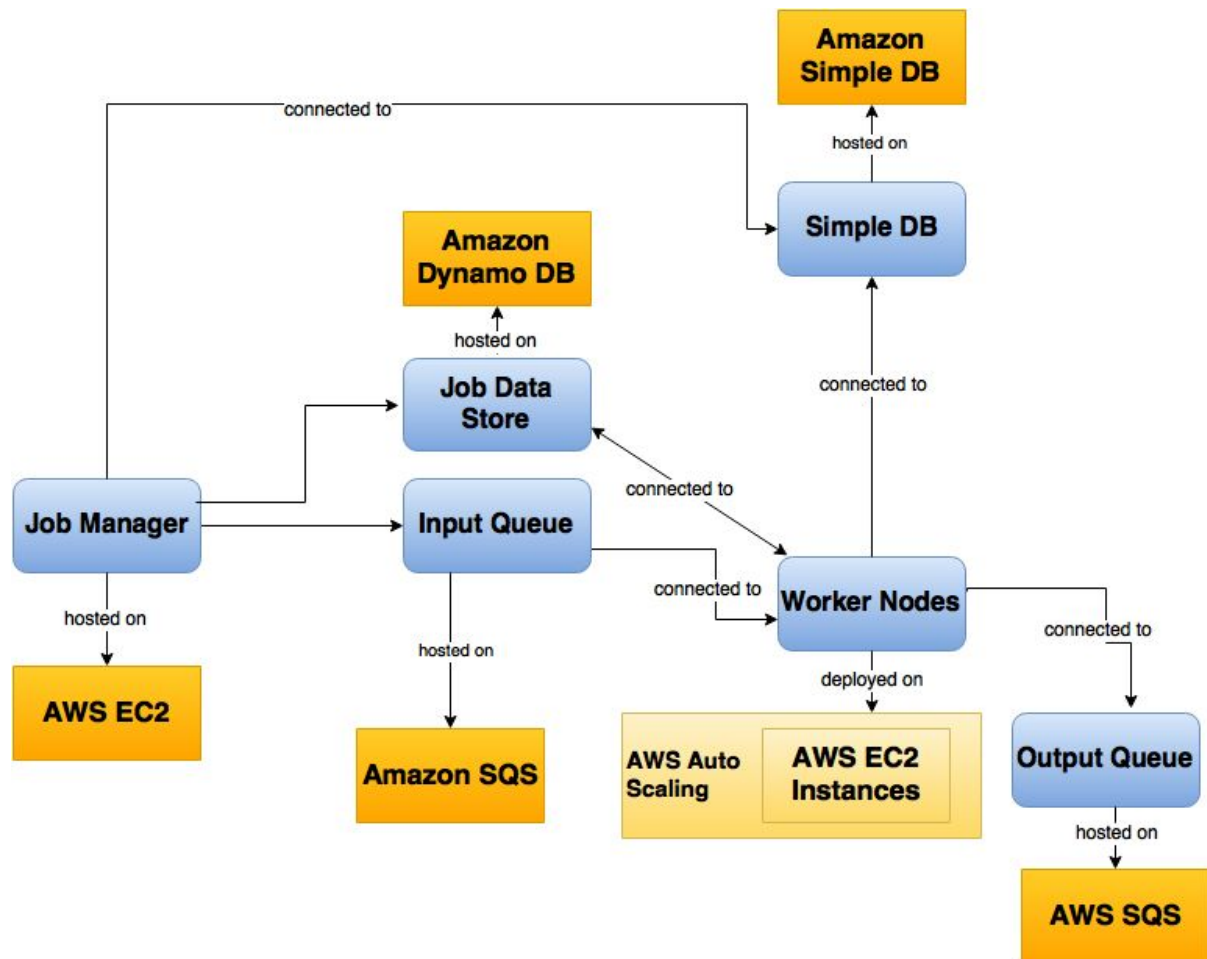 Amazon
Simple DB
connected to
hosted on
Simple DB
Amazon
Dynamo DB
hosted on
Job Data
Store
connected to
connected to
Job Manager
Input Queue
connected to
Worker Nodes
hosted on
hosted on
deployed on
connected to
AWS EC2
Amazon SQS
AWS Auto
Scaling
AWS EC2
Instances
Output Queue
hosted on
AWS SQS